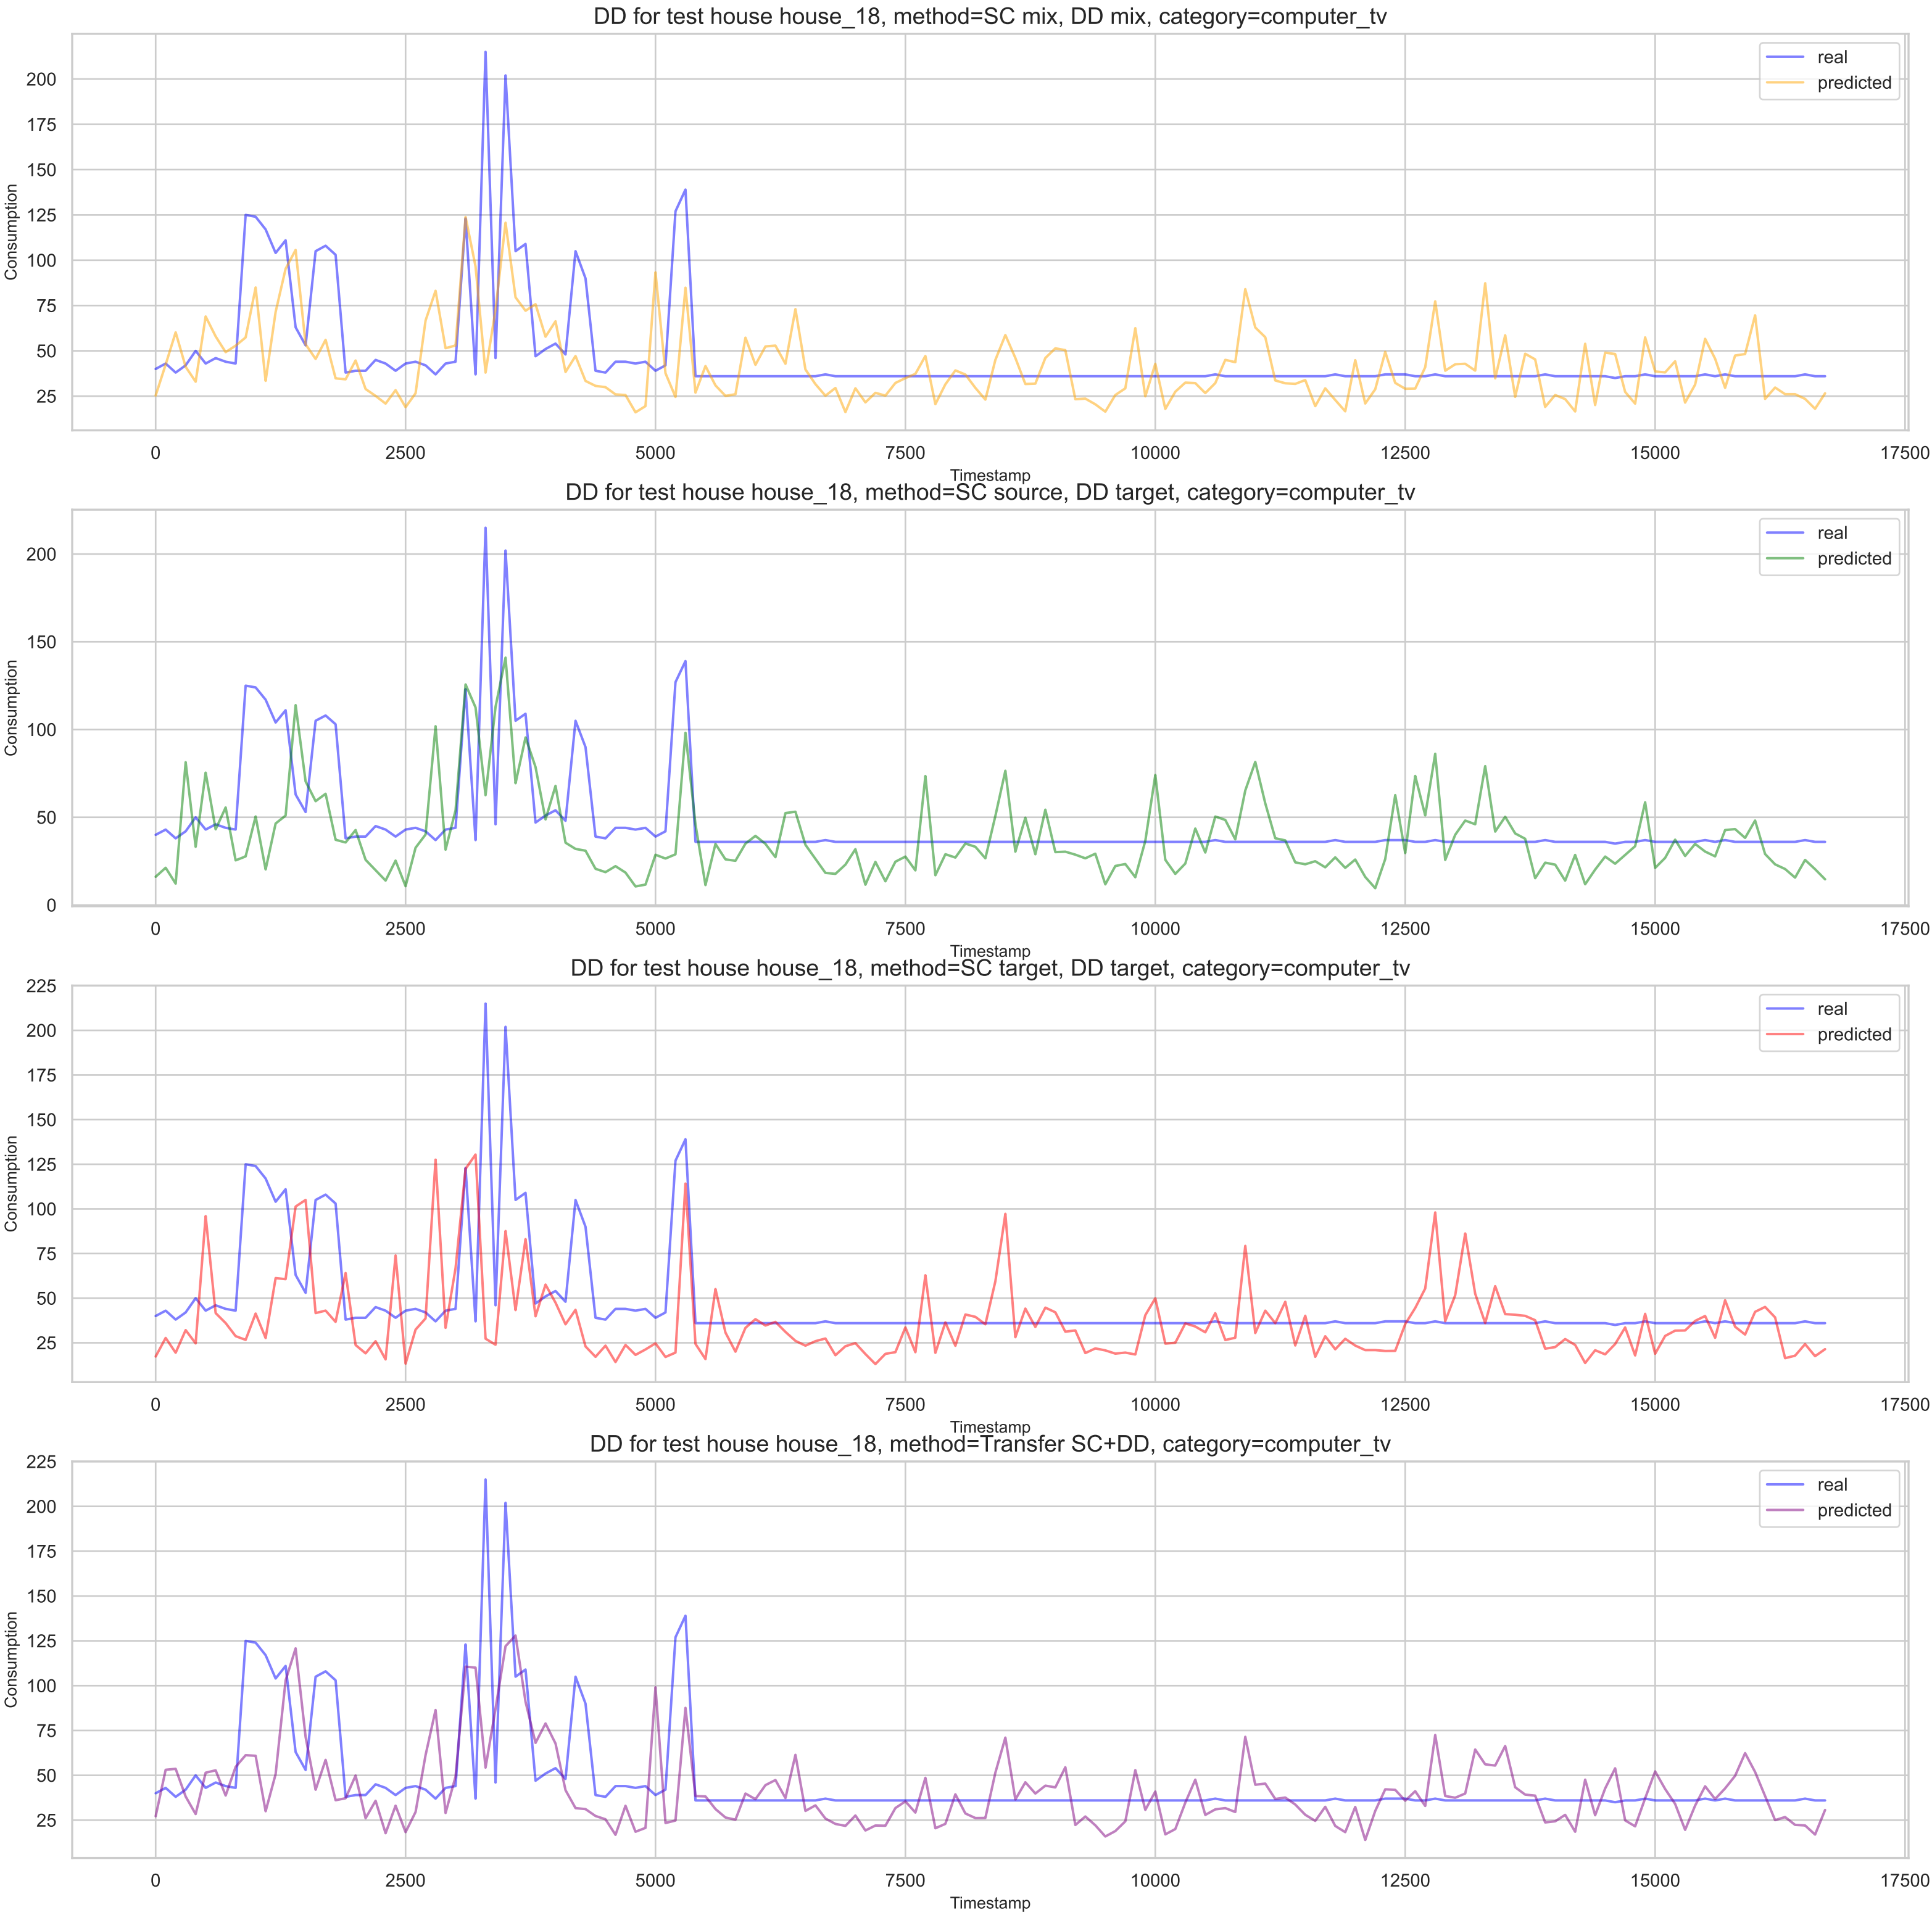 DD for test house house_18, method=SC mix, DD mix, category=computer_tv
real
predicted
200
175
150
125
100
75
50
25
Consumption
0 2500 5000 7500 10000 12500 15000 17500
Timestamp
DD for test house house_18, method=SC source, DD target, category=computer_tv
real
predicted
200
150
100
50
0
Consumption
0 2500 5000 7500 10000 12500 15000 17500
Timestamp
DD for test house house_18, method=SC target, DD target, category=computer_tv
real
predicted
225
200
175
150
125
100
75
50
25
Consumption
0 2500 5000 7500 10000 12500 15000 17500
Timestamp
DD for test house house_18, method=Transfer SC+DD, category=computer_tv
real
predicted
225
200
175
150
125
100
75
50
25
Consumption
0 2500 5000 7500 10000 12500 15000 17500
Timestamp